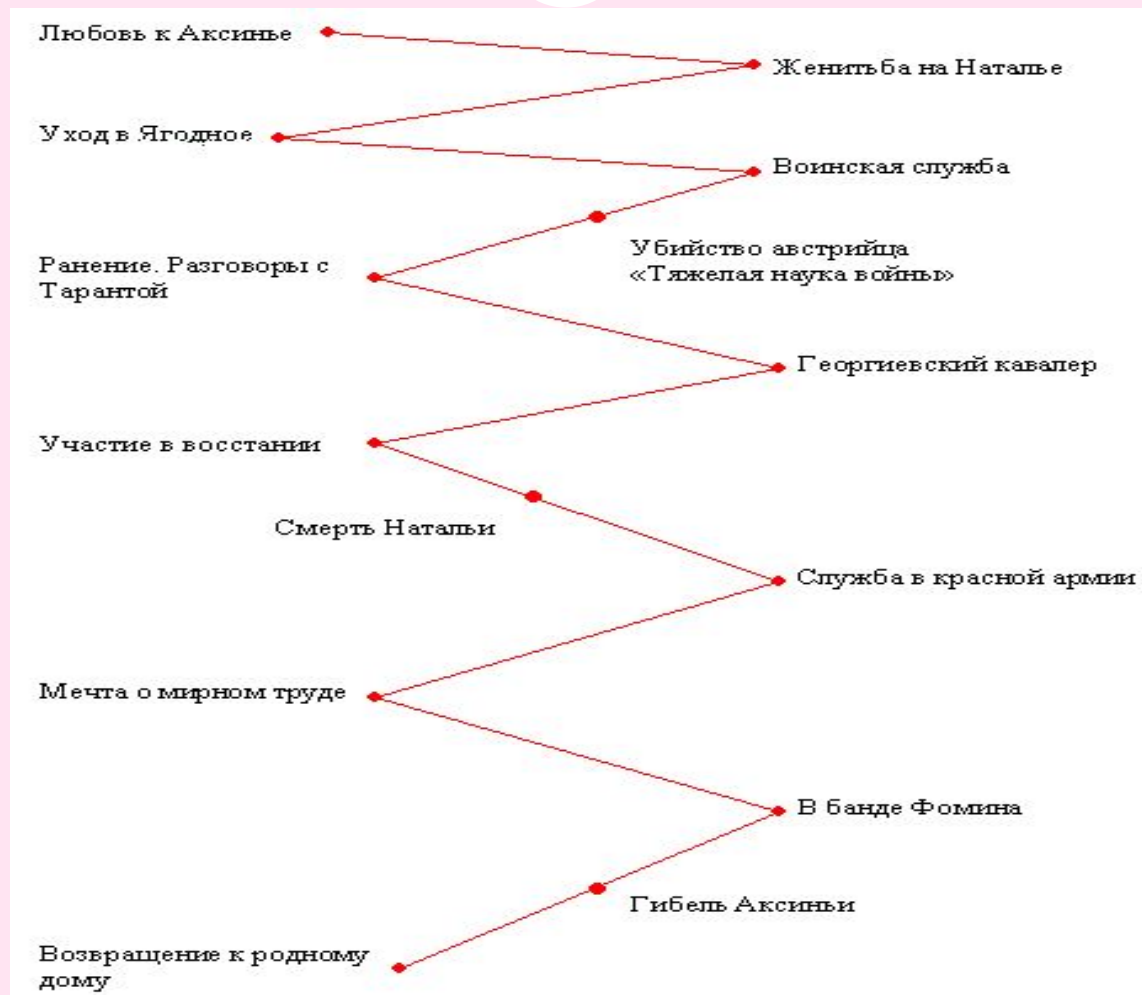 Любовь к Аксинье
Женитьба на Наталье
Уход в Ягодное
Воинская служба
Убийство австрийца
«Тяжелая наука войны»
Ранение. Разговоры с
Тарантой
Георгиевский кавалер
Участие в восстании
Смерть Натальи
Служба в красной армии
Мечта о мирном труде
В банде Фомина
Гибель Аксиньи
Возвращение к родному
дому